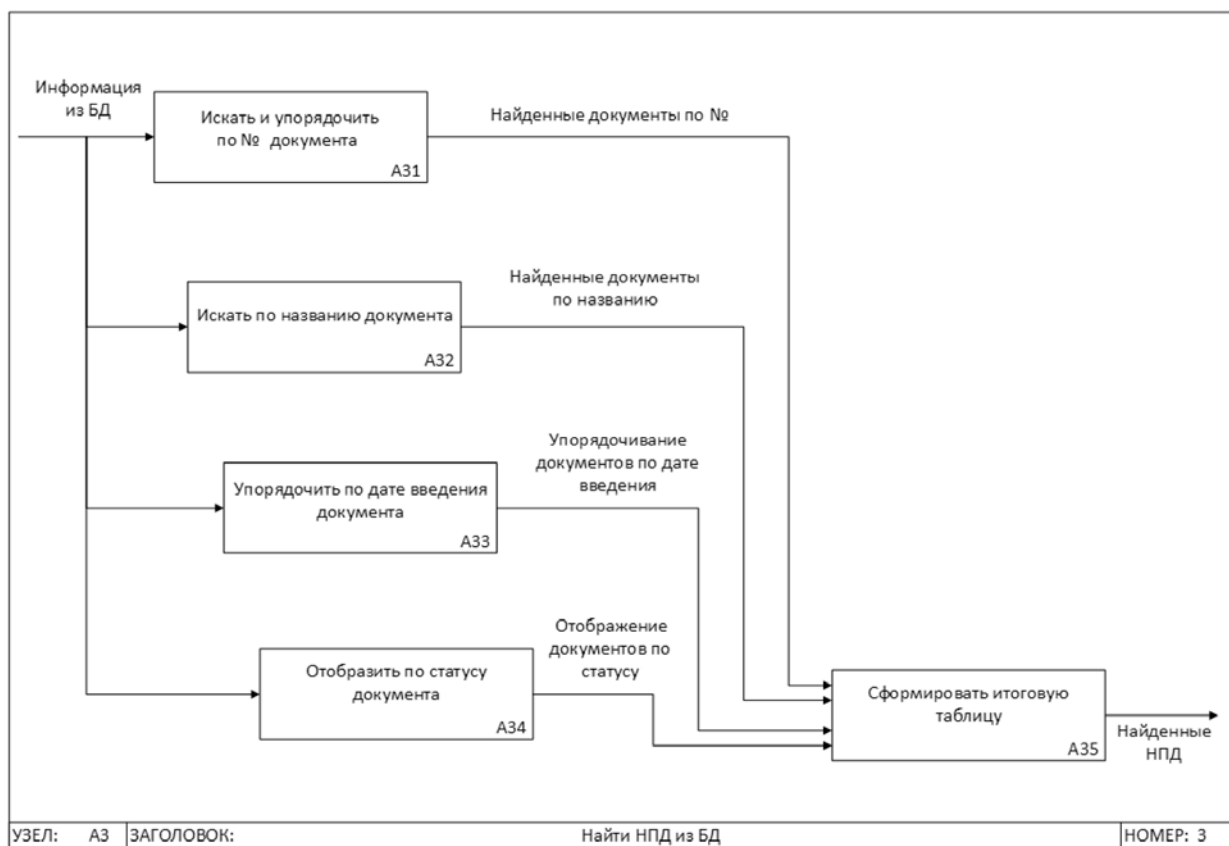 Информация
из БД
Искать и упорядочить
по № документа
А31
Найденные документы по №
Искать по названию документа
А32
Найденные документы
по названию
Упорядочить по дате введения
документа
А33
Упорядочивание
документов по дате
введения
Отобразить по статусу
документа
А34
Отображение
документов по
статусу
Сформировать итоговую
таблицу
А35
Найденные
НПД
УЗЕЛ: А3 ЗАГОЛОВОК: Найти НПД из БД НОМЕР: 3